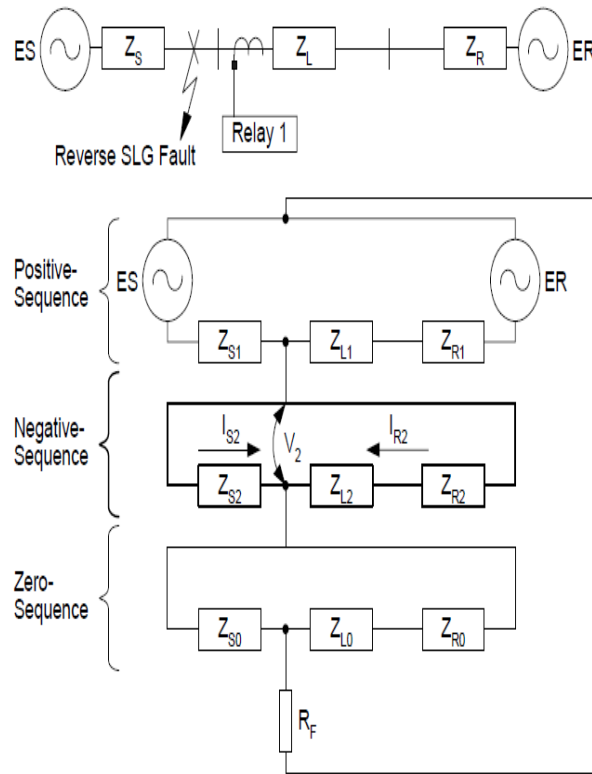 ES Z_S Z_L Z_R ER
Relay 1
Reverse SLG Fault
Positive-
Sequence
ES ER
Z_S1 Z_L1 Z_R1
Negative-
Sequence
I_S2 V_2 I_R2
Z_S2 Z_L2 Z_R2
Zero-
Sequence
Z_S0 Z_L0 Z_R0
R_F